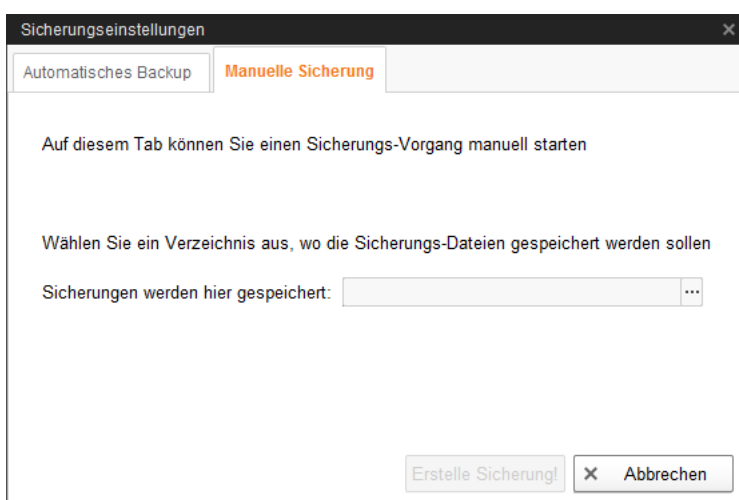 Sicherungseinstellungen
Automatisches Backup
Manuelle Sicherung
Auf diesem Tab können Sie einen Sicherungs-Vorgang manuell starten
Wählen Sie ein Verzeichnis aus, wo die Sicherungs-Dateien gespeichert werden sollen
Sicherungen werden hier gespeichert:
...
Erstelle Sicherung!
Abbrechen